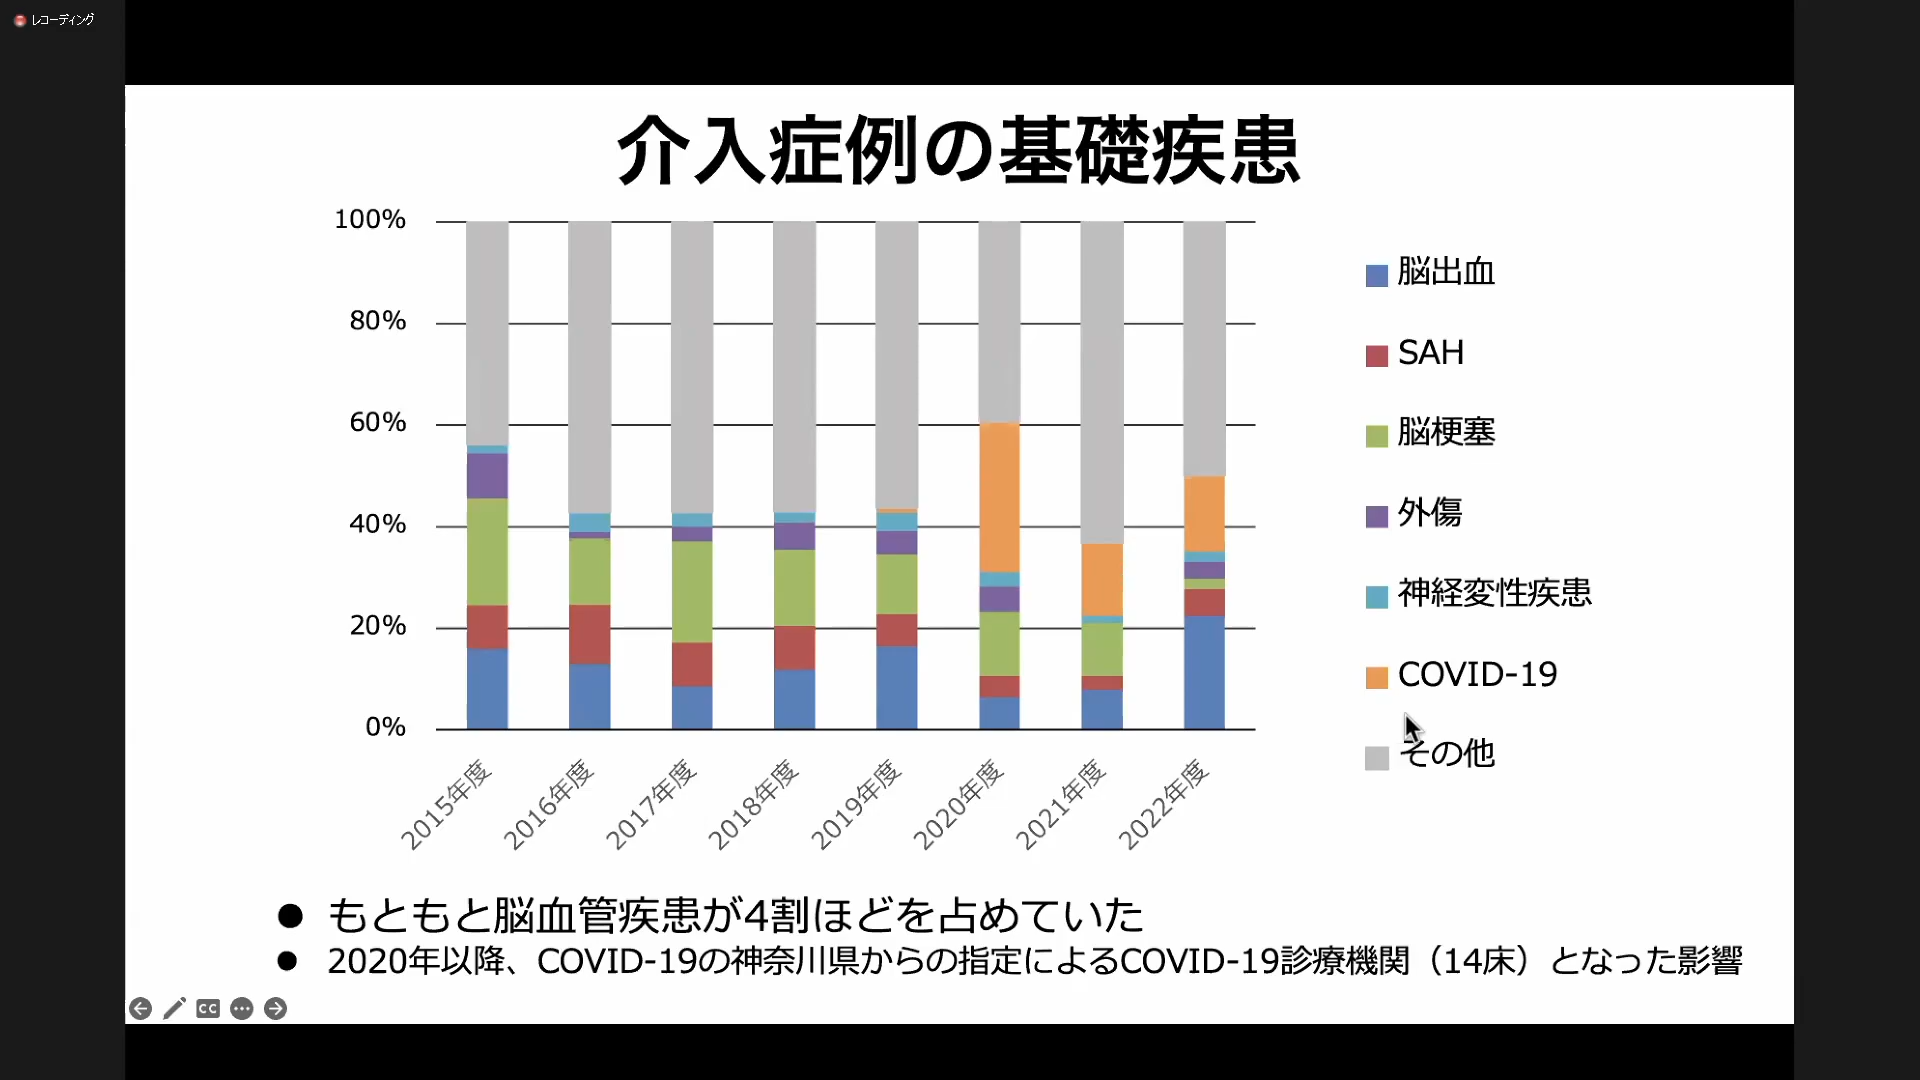 レコーディング
介入症例の基礎疾患
100%
80%
60%
40%
20%
0%
2015年度
2016年度
2017年度
2018年度
2019年度
2020年度
2021年度
2022年度
脳出血
SAH
脳梗塞
外傷
神経変性疾患
COVID-19
その他
● もともと脳血管疾患が4割ほどを占めていた
● 2020年以降、COVID-19の神奈川県からの指定によるCOVID-19診療機関（14床）となった影響
CC